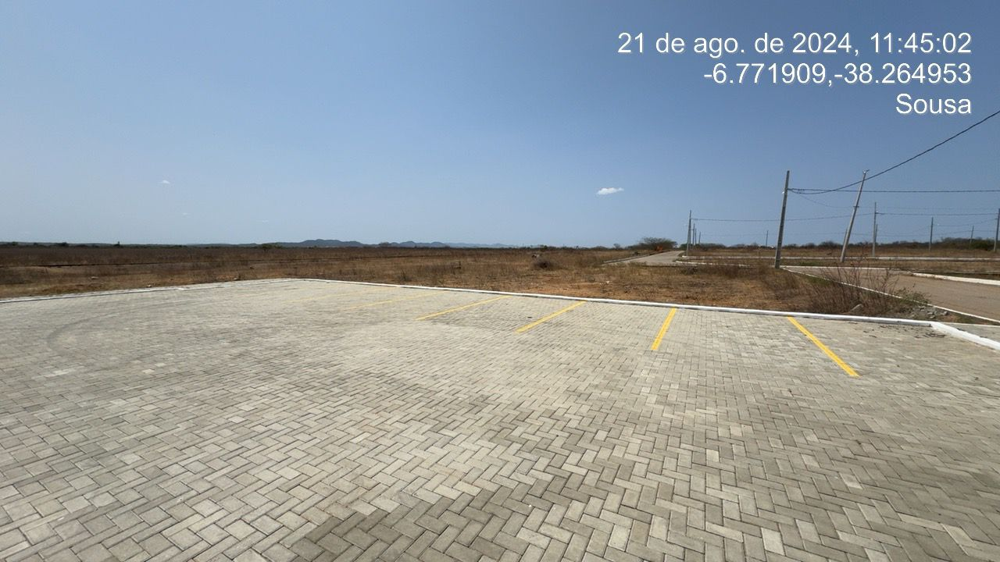 21 de ago. de 2024, 11:45:02
-6.771909,-38.264953
Sousa